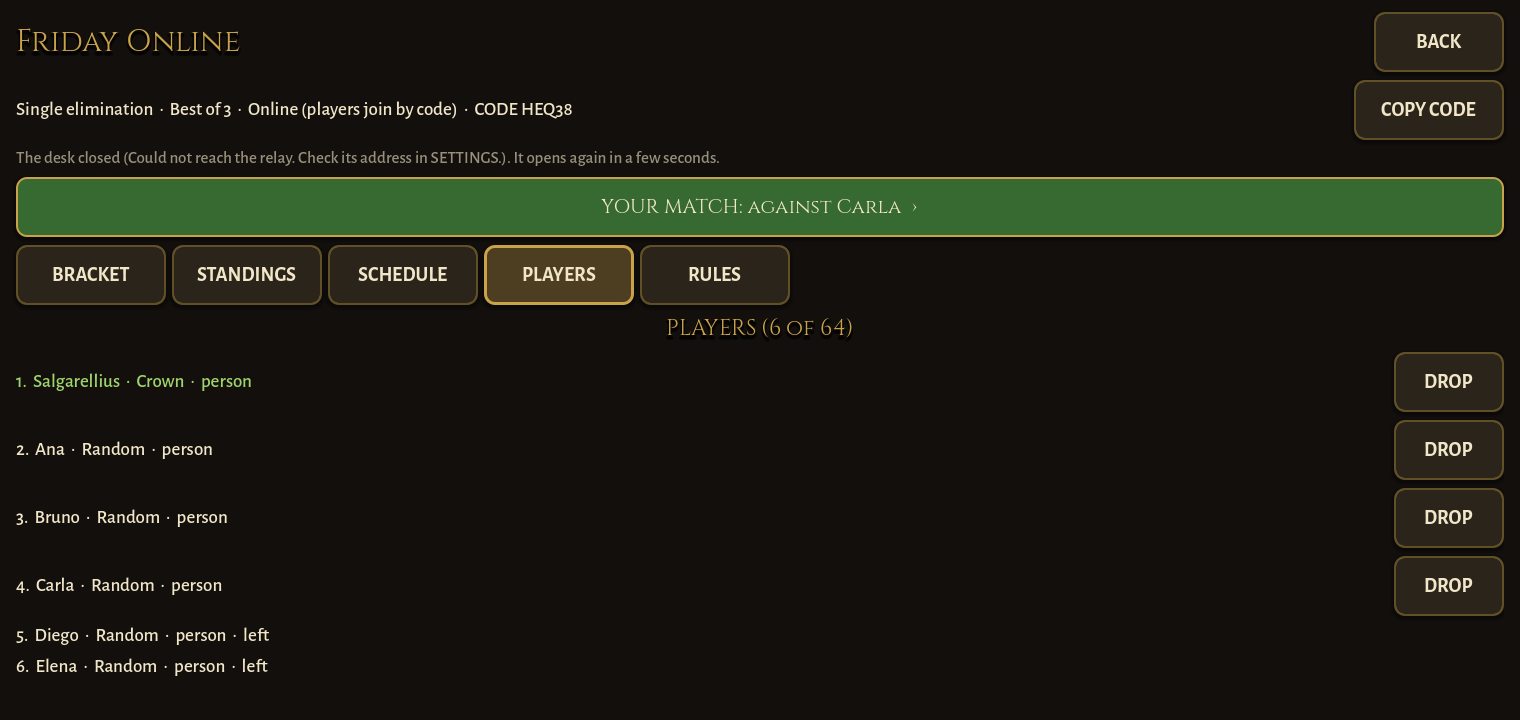 Friday Online
BACK
Single elimination · Best of 3 · Online (players join by code) · CODE HEQ38
COPY CODE
The desk closed (Could not reach the relay. Check its address in SETTINGS.). It opens again in a few seconds.
YOUR MATCH: against Carla ›
BRACKET
STANDINGS
SCHEDULE
PLAYERS
RULES
PLAYERS (6 OF 64)
1. Salgarellius · Crown · person
DROP
2. Ana · Random · person
DROP
3. Bruno · Random · person
DROP
4. Carla · Random · person
DROP
5. Diego · Random · person · left
6. Elena · Random · person · left